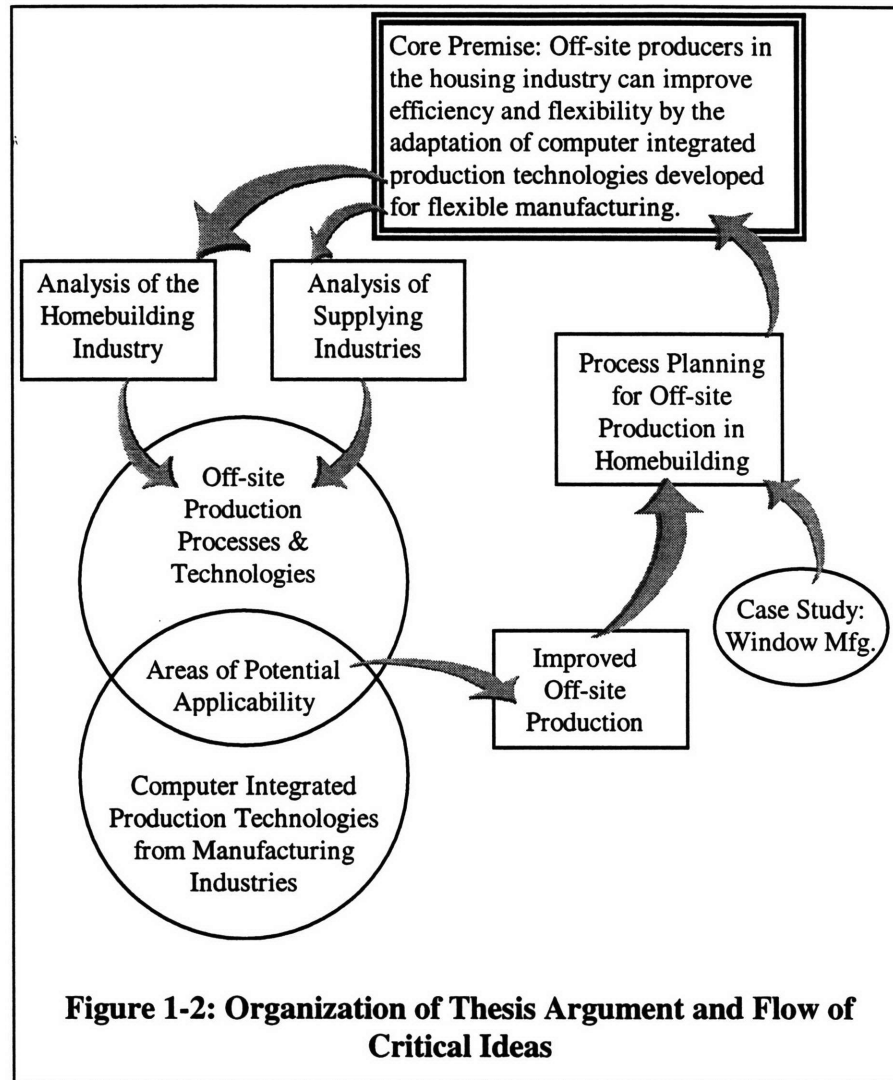 Core Premise: Off-site producers in
the housing industry can improve
efficiency and flexibility by the
adaptation of computer integrated
production technologies developed
for flexible manufacturing.
Analysis of the
Homebuilding
Industry
Analysis of
Supplying
Industries
Process Planning
for Off-site
Production in
Homebuilding
Off-site
Production
Processes &
Technologies
Case Study:
Window Mfg.
Areas of Potential
Applicability
Improved
Off-site
Production
Computer Integrated
Production Technologies
from Manufacturing
Industries
Figure 1-2: Organization of Thesis Argument and Flow of
Critical Ideas